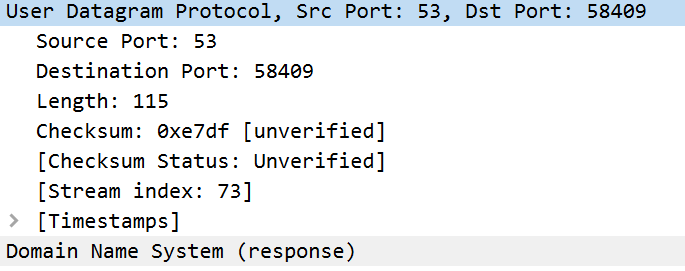 User Datagram Protocol, Src Port: 53, Dst Port: 58409
Source Port: 53
Destination Port: 58409
Length: 115
Checksum: 0xe7df [unverified]
[Checksum Status: Unverified]
[Stream index: 73]
[Timestamps]
Domain Name System (response)